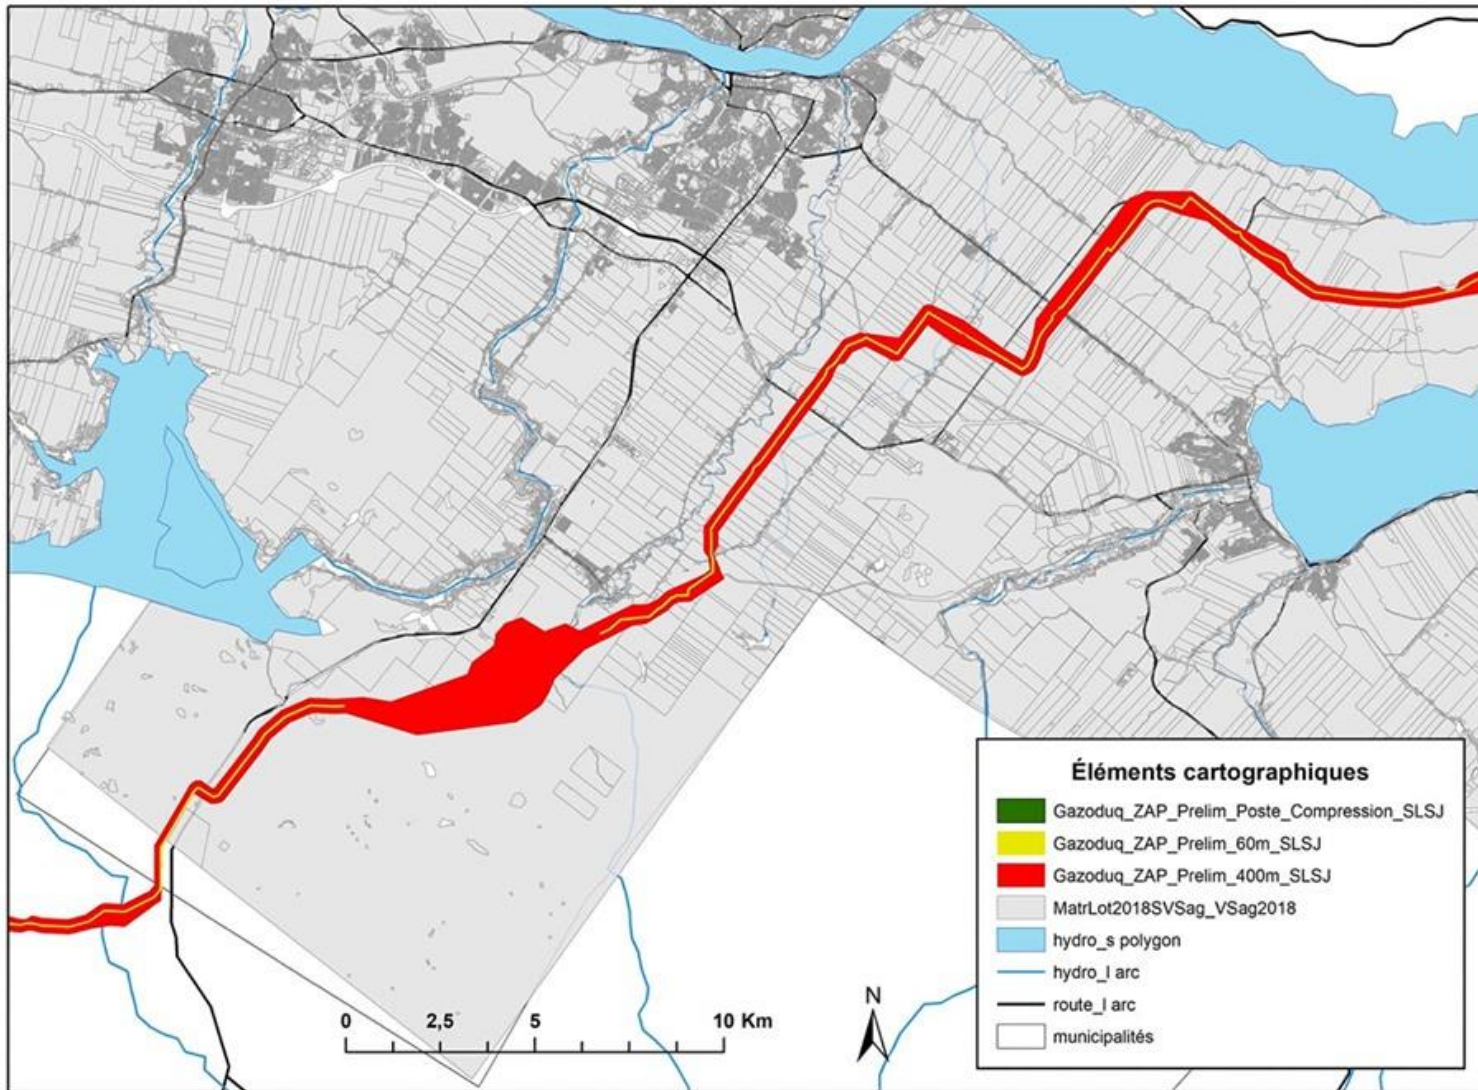 Éléments cartographiques
Gazoduq_ZAP_Prelim_Poste_Compression_SLSJ
Gazoduq_ZAP_Prelim_60m_SLSJ
Gazoduq_ZAP_Prelim_400m_SLSJ
MatrLot2018SVSag_VSag2018
hydro_s polygon
hydro_l arc
route_l arc
municipalités
0 2,5 5 10 Km
N